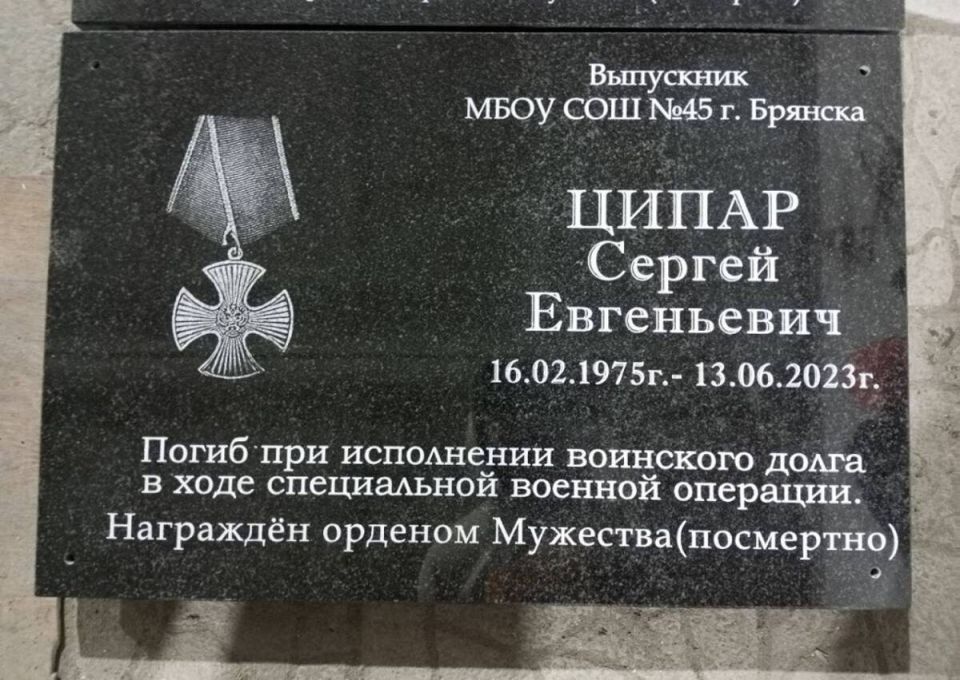 Выпускник
МБОУ СОШ №45 г. Брянска
ЦИПАР
Сергей
Евгеньевич
16.02.1975г.- 13.06.2023г.
Погиб при исполнении воинского долга
в ходе специальной военной операции.
Награждён орденом Мужества(посмертно)